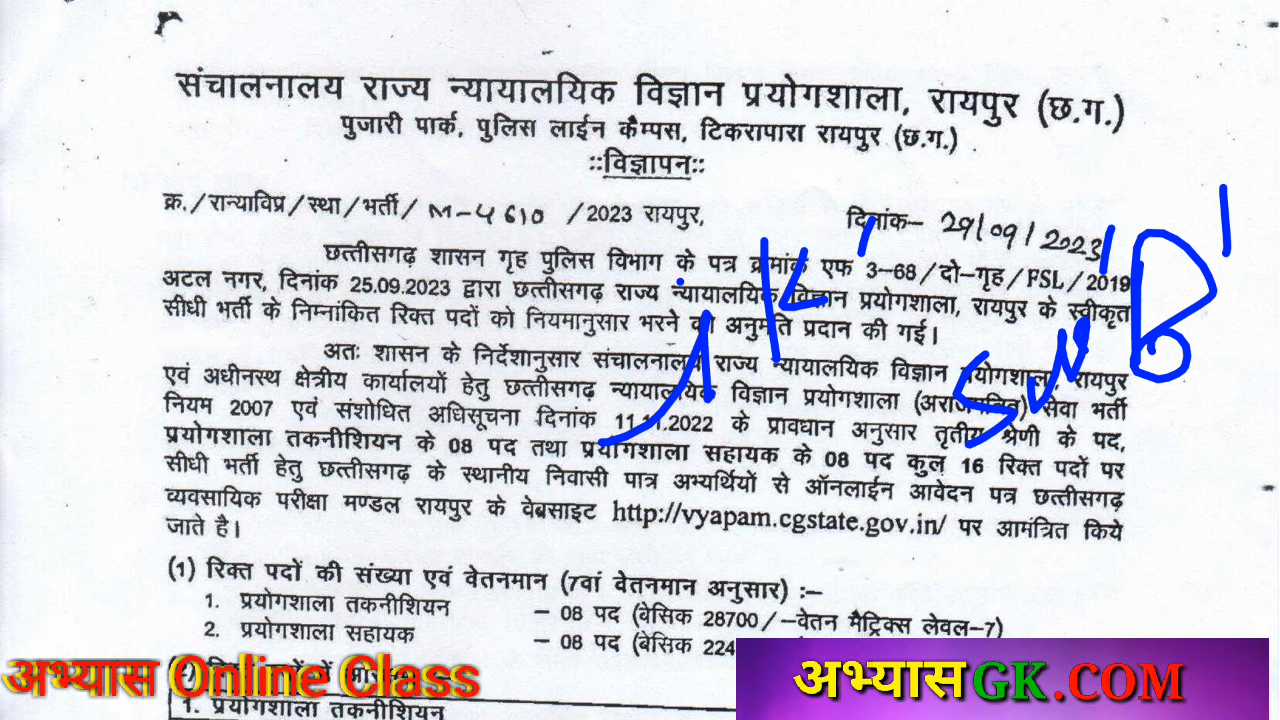 संचालनालय राज्य न्यायालयिक विज्ञान प्रयोगशाला, रायपुर (छ.ग.)
पुजारी पार्क, पुलिस लाईन कैम्पस, टिकरापारा रायपुर (छ.ग.)
::विज्ञापन::
क्र./रान्याविप्र/स्था/भर्ती/ M-4610 /2023 रायपुर, दिनांक- 29/09/2023
छत्तीसगढ़ शासन गृह पुलिस विभाग के पत्र क्रमांक एफ 3-68/दो-गृह/FSL/2019
अटल नगर, दिनांक 25.09.2023 द्वारा छत्तीसगढ़ राज्य न्यायालयिक विज्ञान प्रयोगशाला, रायपुर के स्वीकृत
सीधी भर्ती के निम्नांकित रिक्त पदों को नियमानुसार भरने की अनुमति प्रदान की गई।
अतः शासन के निर्देशानुसार संचालनालय राज्य न्यायालयिक विज्ञान प्रयोगशाला, रायपुर
एवं अधीनस्थ क्षेत्रीय कार्यालयों हेतु छत्तीसगढ़ न्यायालयिक विज्ञान प्रयोगशाला (अराजपत्रित) सेवा भर्ती
नियम 2007 एवं संशोधित अधिसूचना दिनांक 11.11.2022 के प्रावधान अनुसार तृतीय श्रेणी के पद,
प्रयोगशाला तकनीशियन के 08 पद तथा प्रयोगशाला सहायक के 08 पद कुल 16 रिक्त पदों पर
सीधी भर्ती हेतु छत्तीसगढ़ के स्थानीय निवासी पात्र अभ्यर्थियों से ऑनलाईन आवेदन पत्र छत्तीसगढ़
व्यवसायिक परीक्षा मण्डल रायपुर के वेबसाइट http://vyapam.cgstate.gov.in/ पर आमंत्रित किये
जाते है।
(1) रिक्त पदों की संख्या एवं वेतनमान (7वां वेतनमान अनुसार) :-
1. प्रयोगशाला तकनीशियन - 08 पद (बेसिक 28700/-वेतन मैट्रिक्स लेवल-7)
2. प्रयोगशाला सहायक - 08 पद (बेसिक 224
1. प्रयोगशाला तकनीशियन
अभ्यास Online Class
अभ्यासGK.COM